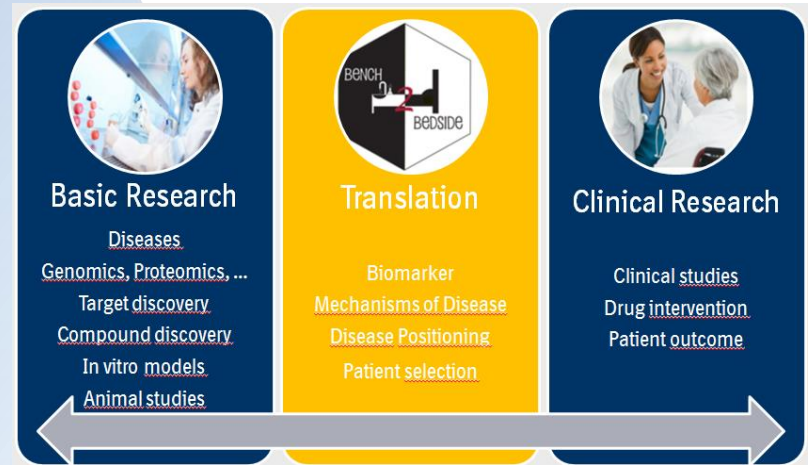 Basic Research
Diseases
Genomics, Proteomics, ...
Target discovery
Compound discovery
In vitro models
Animal studies
BENCH
2
BEDSIDE
Translation
Biomarker
Mechanisms of Disease
Disease Positioning
Patient selection
Clinical Research
Clinical studies
Drug intervention
Patient outcome